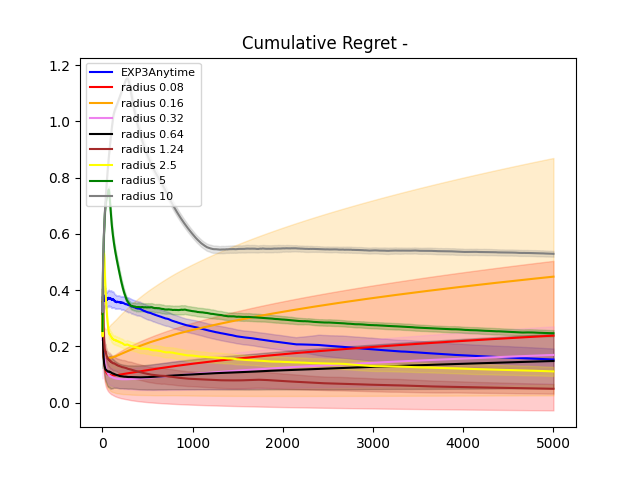 Cumulative Regret -
1.2
1.0
0.8
0.6
0.4
0.2
0.0
EXP3Anytime
radius 0.08
radius 0.16
radius 0.32
radius 0.64
radius 1.24
radius 2.5
radius 5
radius 10
0 1000 2000 3000 4000 5000